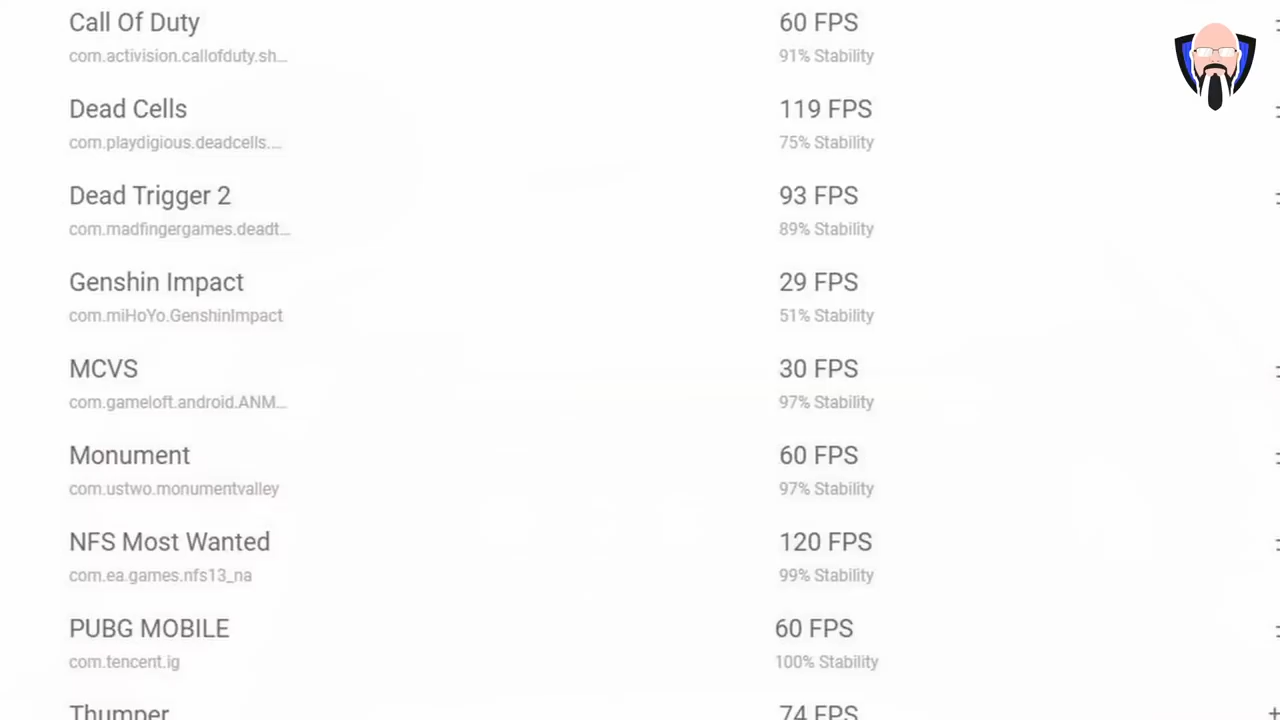 Call Of Duty 60 FPS
com.activision.callofduty.sh... 91% Stability
Dead Cells 119 FPS
com.playdigious.deadcells.... 75% Stability
Dead Trigger 2 93 FPS
com.madfingergames.deadt... 89% Stability
Genshin Impact 29 FPS
com.miHoYo.GenshinImpact 51% Stability
MCVS 30 FPS
com.gameloft.android.ANM... 97% Stability
Monument 60 FPS
com.ustwo.monumentvalley 97% Stability
NFS Most Wanted 120 FPS
com.ea.games.nfs13_na 99% Stability
PUBG MOBILE 60 FPS
com.tencent.ig 100% Stability
Thumper 74 FPS